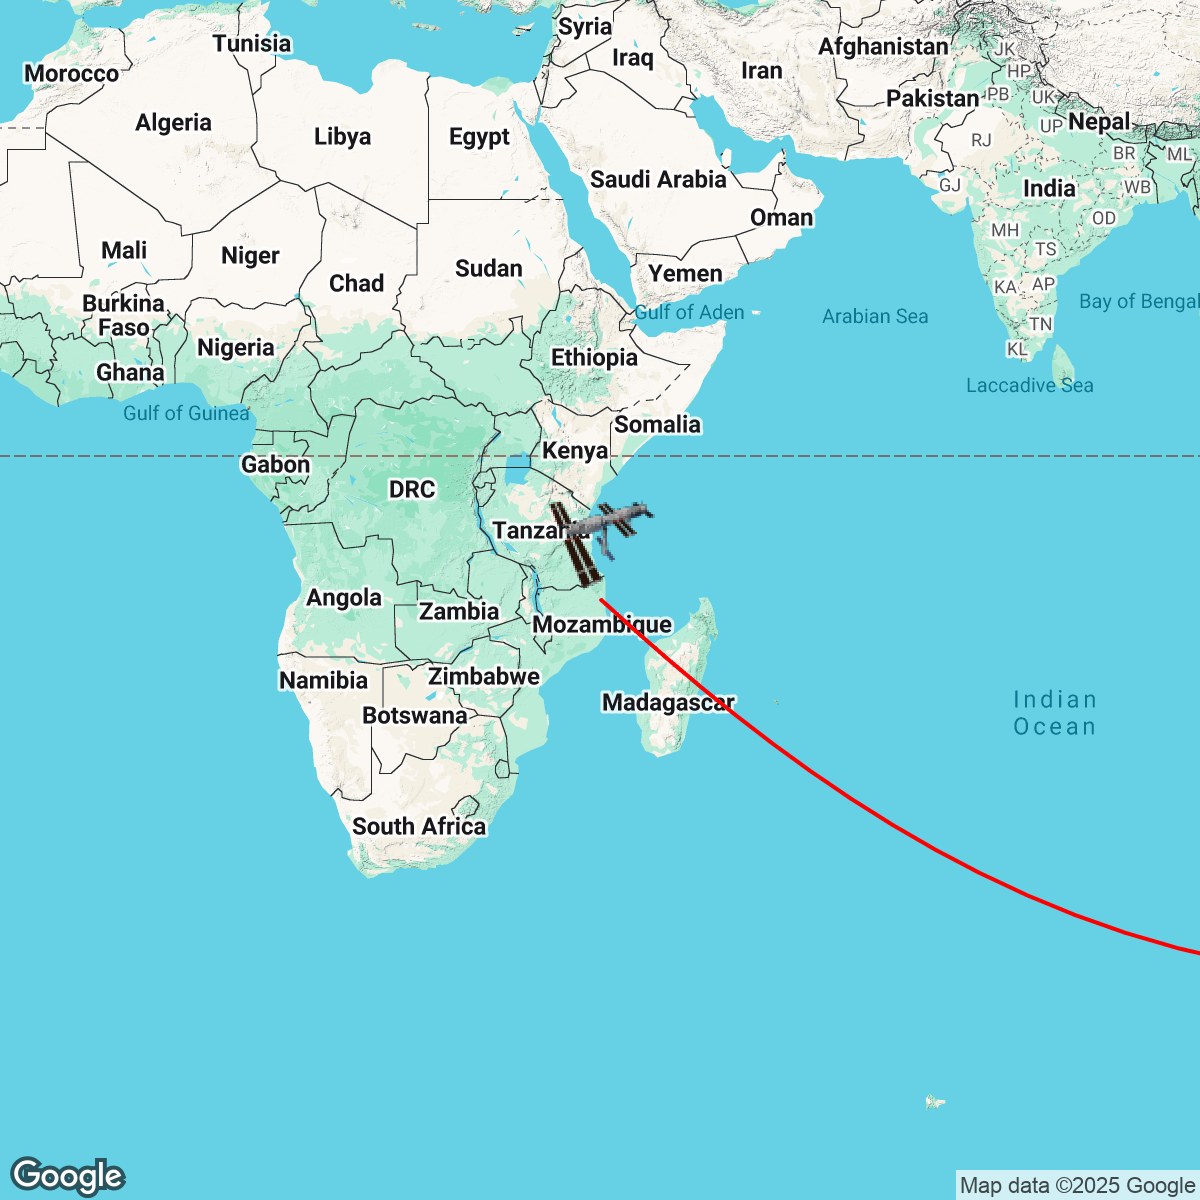 Tunisia
Syria
Afghanistan
JK
Morocco
Iraq
Iran
HP
Pakistan
PB
UK
Algeria
Libya
Egypt
UP
Nepal
RJ
BR
ML
Saudi Arabia
GJ
India
WB
Oman
OD
Mali
Niger
MH
TS
Sudan
Yemen
Chad
KA
AP
Burkina
Faso
Gulf of Aden
Arabian Sea
Bay of Bengal
TN
Nigeria
Ethiopia
KL
Ghana
Laccadive Sea
Gulf of Guinea
Somalia
Kenya
Gabon
DRC
Tanzania
Angola
Zambia
Mozambique
Namibia
Zimbabwe
Madagascar
Indian
Ocean
Botswana
South Africa
Google
Map data ©2025 Google